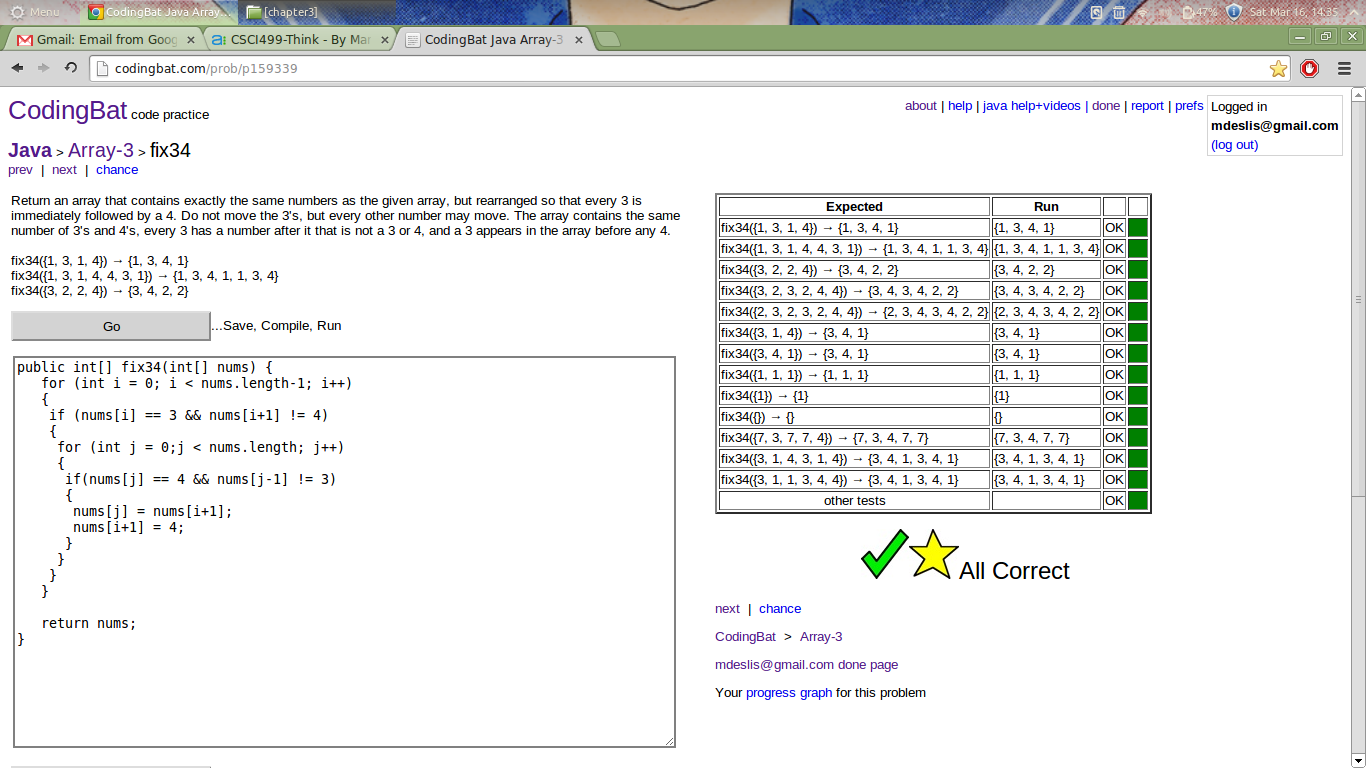 Menu CodingBat Java Array... [chapter3] 47% Sat Mar 16, 14:35
Gmail: Email from Goog × CSCI499-Think - By Mar × CodingBat Java Array-3 ×
codingbat.com/prob/p159339
CodingBat code practice
about | help | java help+videos | done | report | prefs
Logged in
mdeslis@gmail.com
(log out)
Java > Array-3 > fix34
prev | next | chance
Return an array that contains exactly the same numbers as the given array, but rearranged so that every 3 is
immediately followed by a 4. Do not move the 3's, but every other number may move. The array contains the same
number of 3's and 4's, every 3 has a number after it that is not a 3 or 4, and a 3 appears in the array before any 4.
fix34({1, 3, 1, 4}) → {1, 3, 4, 1}
fix34({1, 3, 1, 4, 4, 3, 1}) → {1, 3, 4, 1, 1, 3, 4}
fix34({3, 2, 2, 4}) → {3, 4, 2, 2}
Go ...Save, Compile, Run
public int[] fix34(int[] nums) {
for (int i = 0; i < nums.length-1; i++)
{
if (nums[i] == 3 && nums[i+1] != 4)
{
for (int j = 0;j < nums.length; j++)
{
if(nums[j] == 4 && nums[j-1] != 3)
{
nums[j] = nums[i+1];
nums[i+1] = 4;
}
}
}
}
return nums;
}
Expected Run
fix34({1, 3, 1, 4}) → {1, 3, 4, 1} {1, 3, 4, 1} OK
fix34({1, 3, 1, 4, 4, 3, 1}) → {1, 3, 4, 1, 1, 3, 4} {1, 3, 4, 1, 1, 3, 4} OK
fix34({3, 2, 2, 4}) → {3, 4, 2, 2} {3, 4, 2, 2} OK
fix34({3, 2, 3, 2, 4, 4}) → {3, 4, 3, 4, 2, 2} {3, 4, 3, 4, 2, 2} OK
fix34({2, 3, 2, 3, 2, 4, 4}) → {2, 3, 4, 3, 4, 2, 2} {2, 3, 4, 3, 4, 2, 2} OK
fix34({3, 1, 4}) → {3, 4, 1} {3, 4, 1} OK
fix34({3, 4, 1}) → {3, 4, 1} {3, 4, 1} OK
fix34({1, 1, 1}) → {1, 1, 1} {1, 1, 1} OK
fix34({1}) → {1} {1} OK
fix34({}) → {} {} OK
fix34({7, 3, 7, 7, 4}) → {7, 3, 4, 7, 7} {7, 3, 4, 7, 7} OK
fix34({3, 1, 4, 3, 1, 4}) → {3, 4, 1, 3, 4, 1} {3, 4, 1, 3, 4, 1} OK
fix34({3, 1, 1, 3, 4, 4}) → {3, 4, 1, 3, 4, 1} {3, 4, 1, 3, 4, 1} OK
other tests OK
All Correct
next | chance
CodingBat > Array-3
mdeslis@gmail.com done page
Your progress graph for this problem